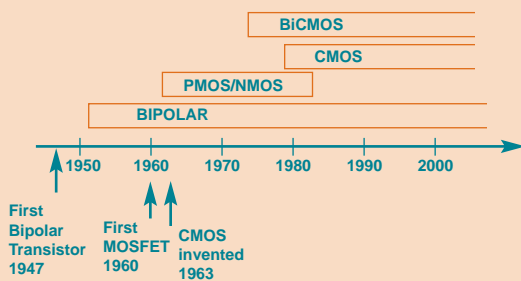 BiCMOS
CMOS
PMOS/NMOS
BIPOLAR
1950 1960 1970 1980 1990 2000
First
Bipolar
Transistor
1947
First
MOSFET
1960
CMOS
invented
1963